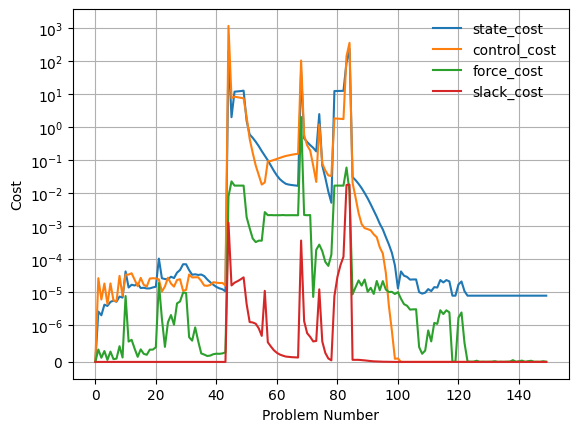 state_cost
control_cost
force_cost
slack_cost
10³
10²
10¹
10⁰
10⁻¹
10⁻²
10⁻³
10⁻⁴
10⁻⁵
10⁻⁶
0
Cost
0 20 40 60 80 100 120 140
Problem Number